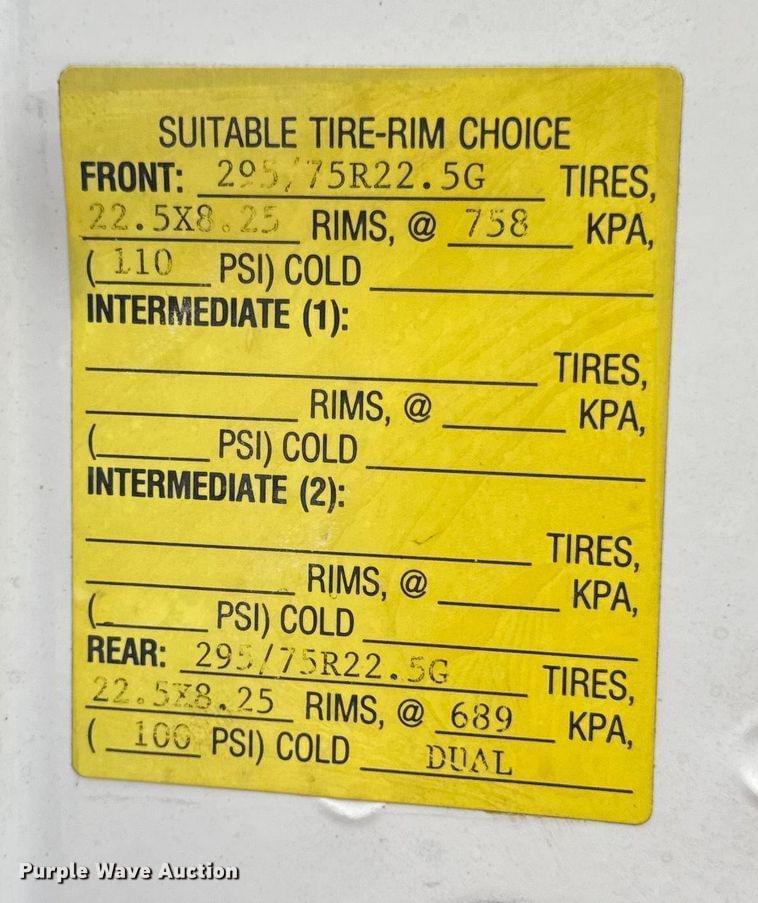 SUITABLE TIRE-RIM CHOICE
FRONT: 295/75R22.5G TIRES,
22.5X8.25 RIMS, @ 758 KPA,
( 110 PSI) COLD
INTERMEDIATE (1):
TIRES,
RIMS, @ KPA,
( PSI) COLD
INTERMEDIATE (2):
TIRES,
RIMS, @ KPA,
( PSI) COLD
REAR: 295/75R22.5G TIRES,
22.5X8.25 RIMS, @ 689 KPA,
( 100 PSI) COLD DUAL
Purple Wave Auction